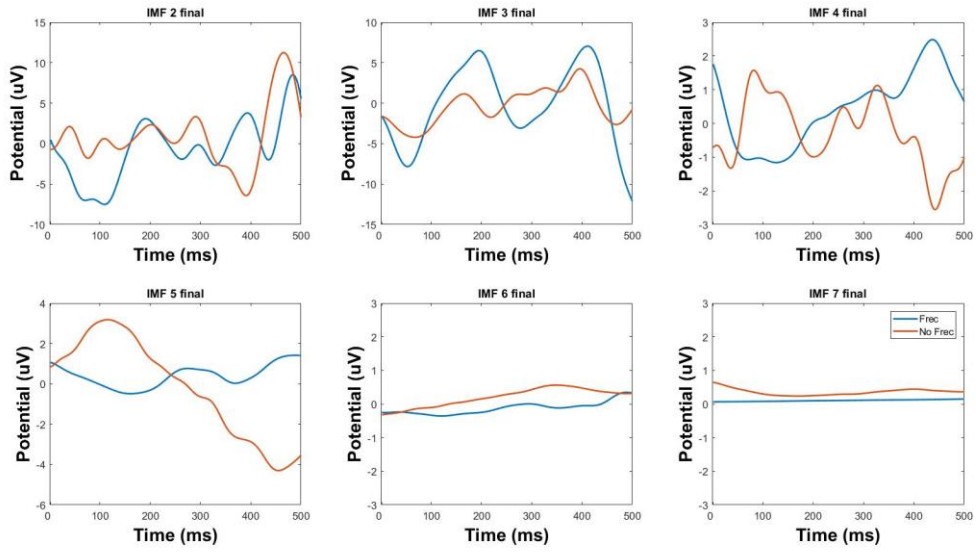 IMF 2 final
15
10
5
0
-5
-10
Potential (uV)
0 100 200 300 400 500
Time (ms)
IMF 3 final
10
5
0
-5
-10
-15
Potential (uV)
0 100 200 300 400 500
Time (ms)
IMF 4 final
3
2
1
0
-1
-2
-3
Potential (uV)
0 100 200 300 400 500
Time (ms)
IMF 5 final
4
2
0
-2
-4
-6
Potential (uV)
0 100 200 300 400 500
Time (ms)
IMF 6 final
3
2
1
0
-1
-2
-3
Potential (uV)
0 100 200 300 400 500
Time (ms)
IMF 7 final
3
2
1
0
-1
-2
-3
Potential (uV)
Frec
No Frec
0 100 200 300 400 500
Time (ms)